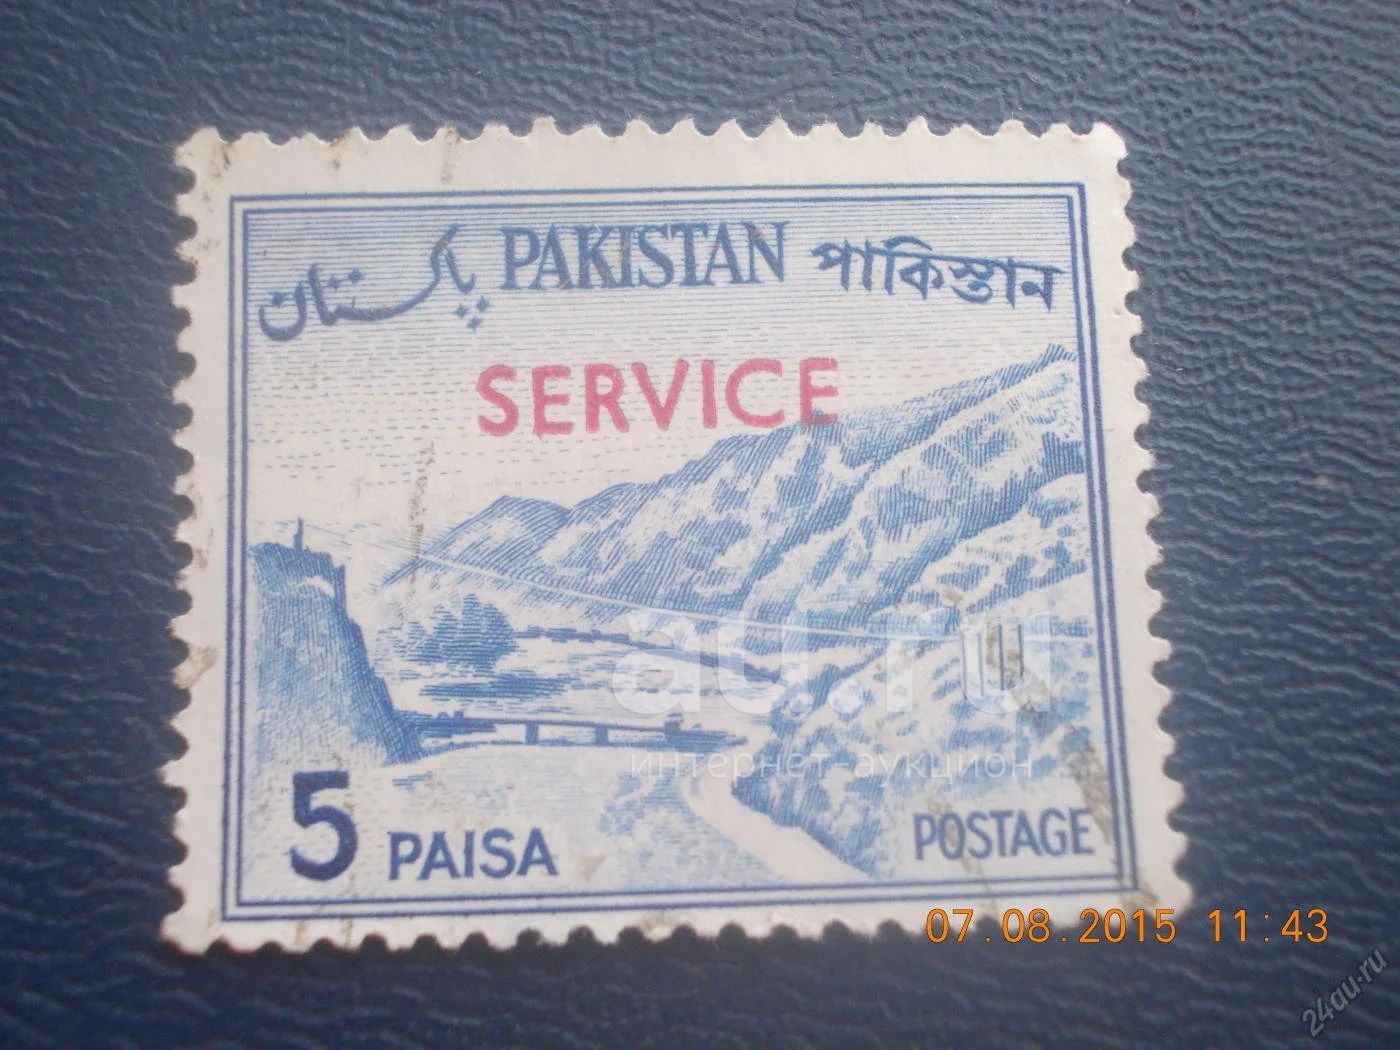 پاکستان PAKISTAN পাকিস্তান
SERVICE
au.ru
интернет аукцион
5 PAISA POSTAGE
07.08.2015 11:43
24au.ru